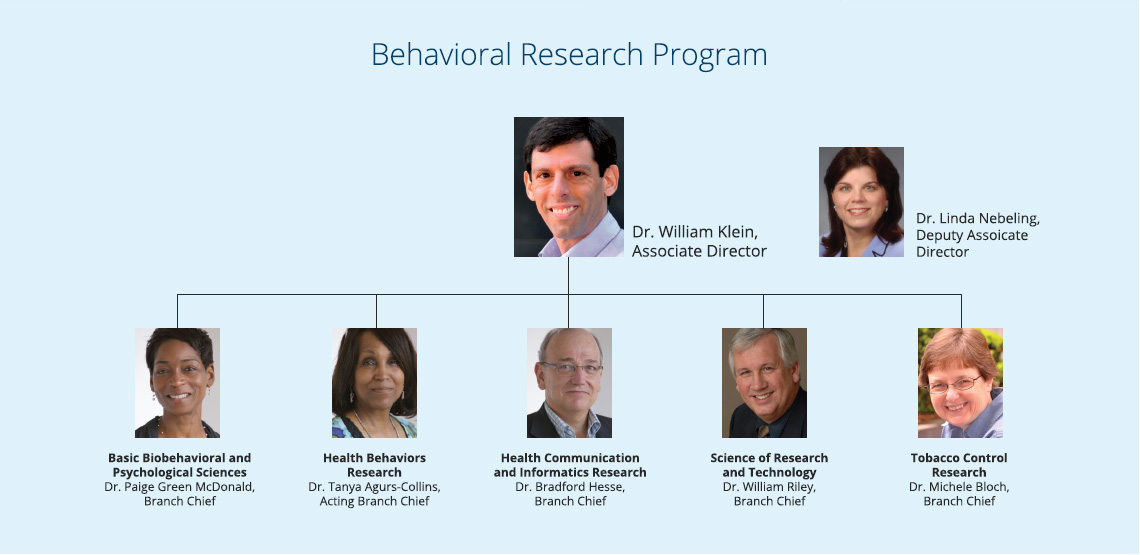 Behavioral Research Program
Dr. William Klein,
Associate Director
Dr. Linda Nebeling,
Deputy Assoicate
Director
Basic Biobehavioral and
Psychological Sciences
Dr. Paige Green McDonald,
Branch Chief
Health Behaviors
Research
Dr. Tanya Agurs-Collins,
Acting Branch Chief
Health Communication
and Informatics Research
Dr. Bradford Hesse,
Branch Chief
Science of Research
and Technology
Dr. William Riley,
Branch Chief
Tobacco Control
Research
Dr. Michele Bloch,
Branch Chief